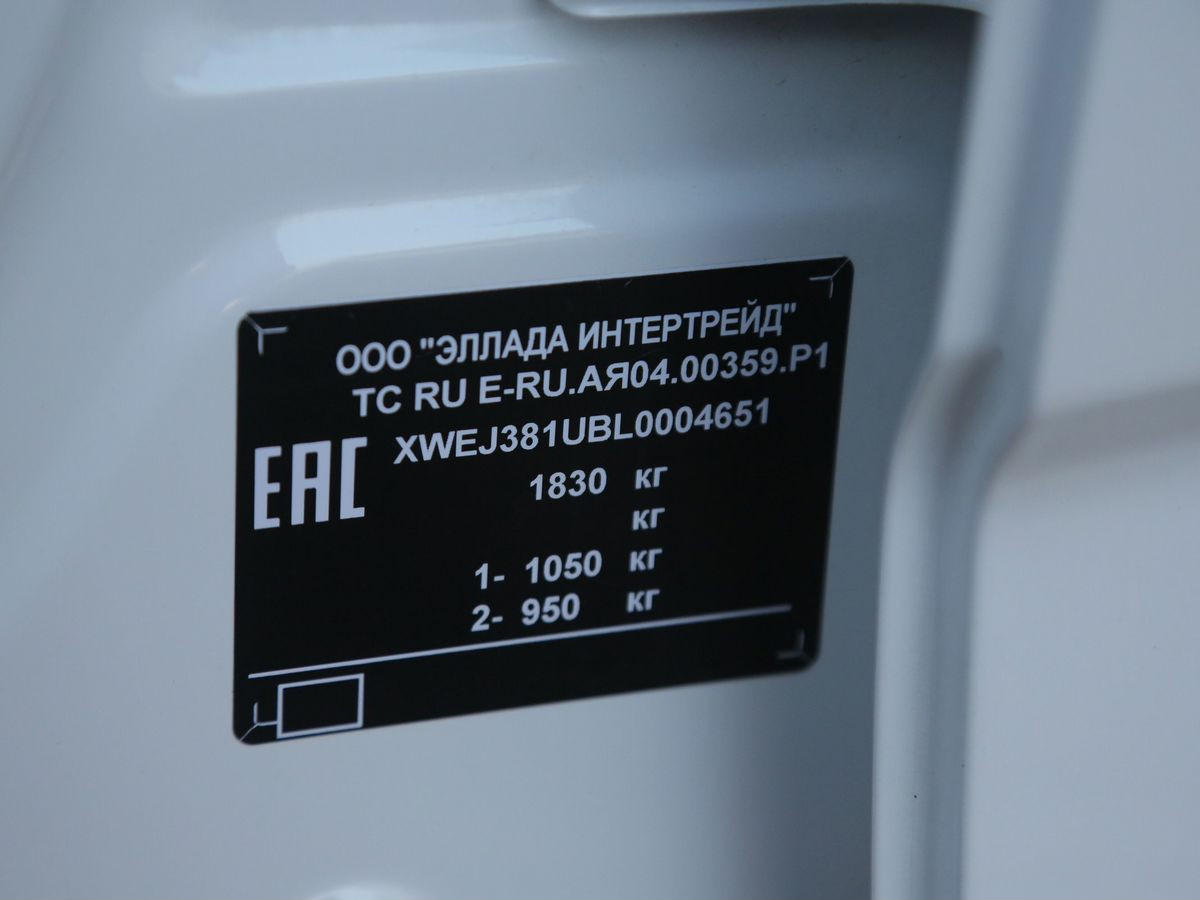 ООО "ЭЛЛАДА ИНТЕРТРЕЙД"
ТС RU E-RU.АЯ04.00359.P1
XWEJ381UBL0004651
EAC
1830 кг
кг
1- 1050 кг
2- 950 кг